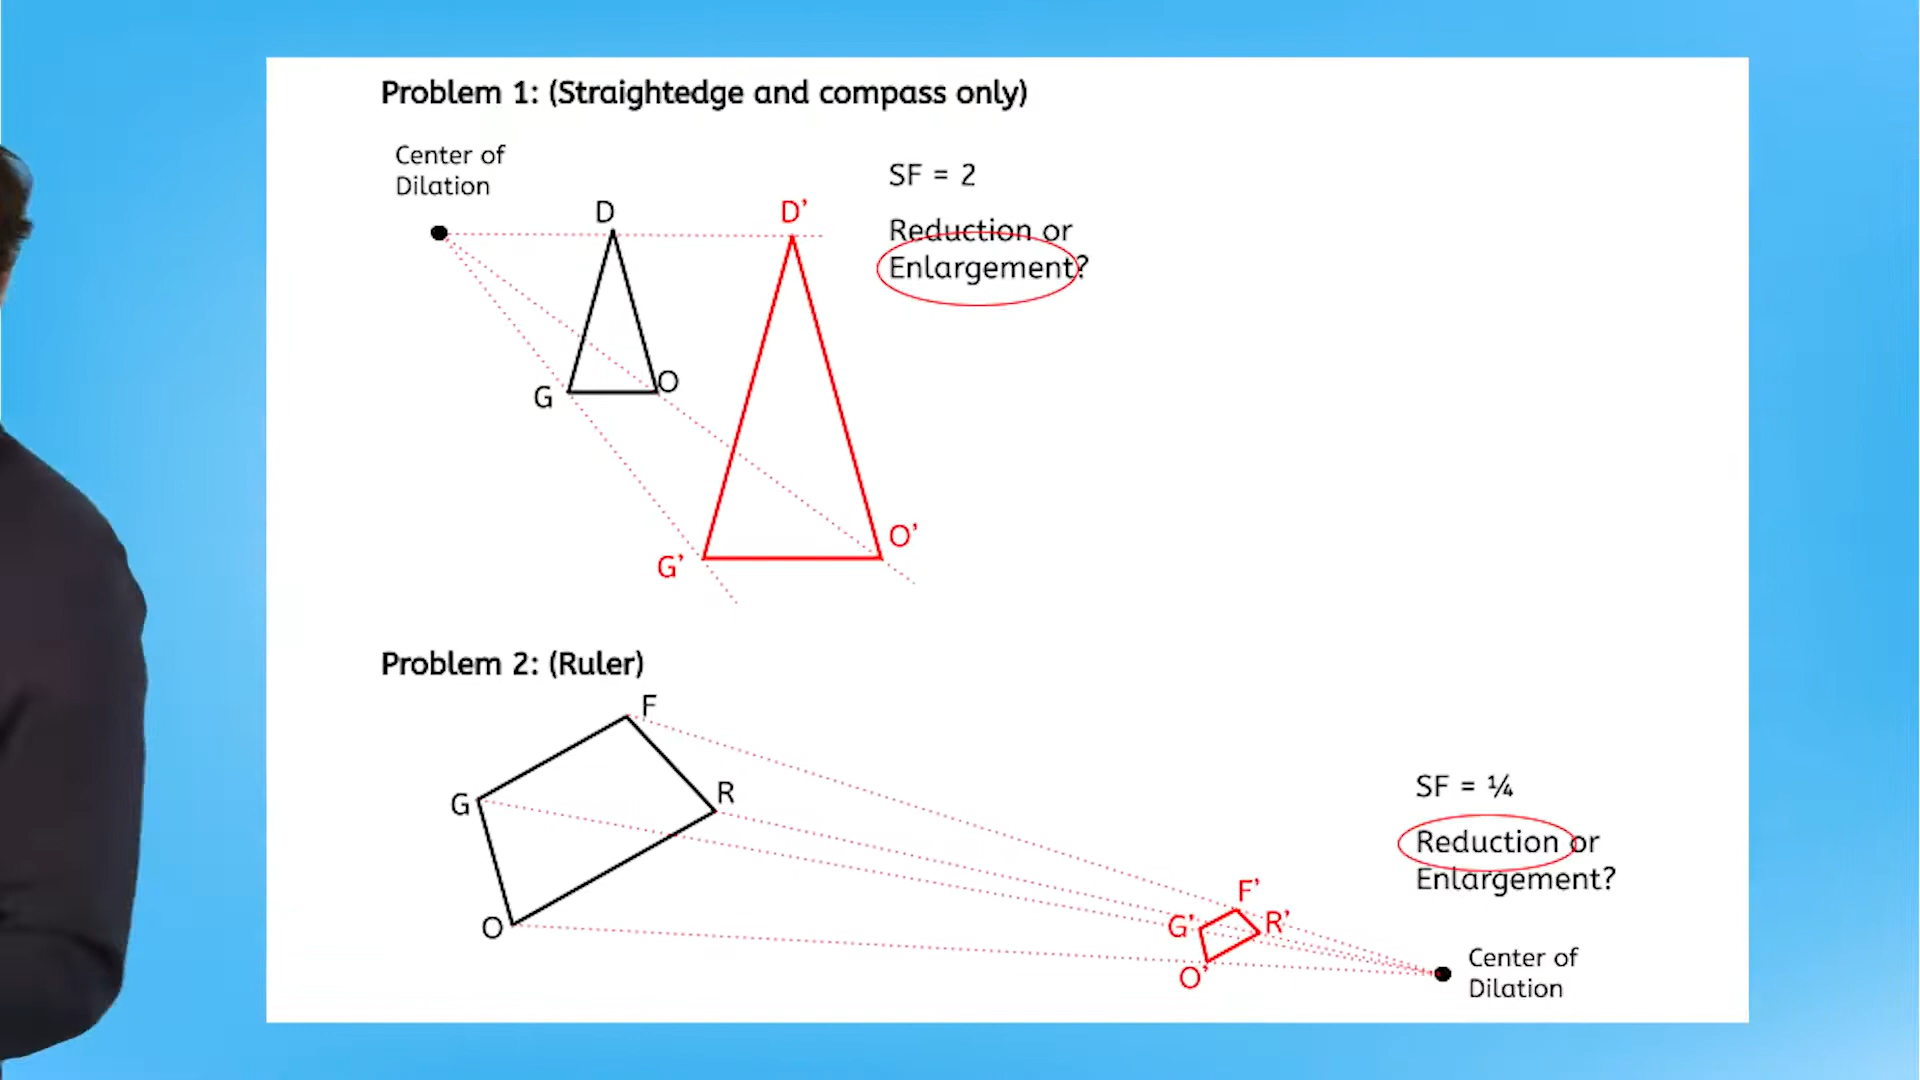 Problem 1: (Straightedge and compass only)
Center of
Dilation
D
D’
SF = 2
Reduction or
Enlargement?
G
O
G’
O’
Problem 2: (Ruler)
F
G
R
O
SF = ¼
Reduction or
Enlargement?
F’
G’
R’
O’
Center of
Dilation